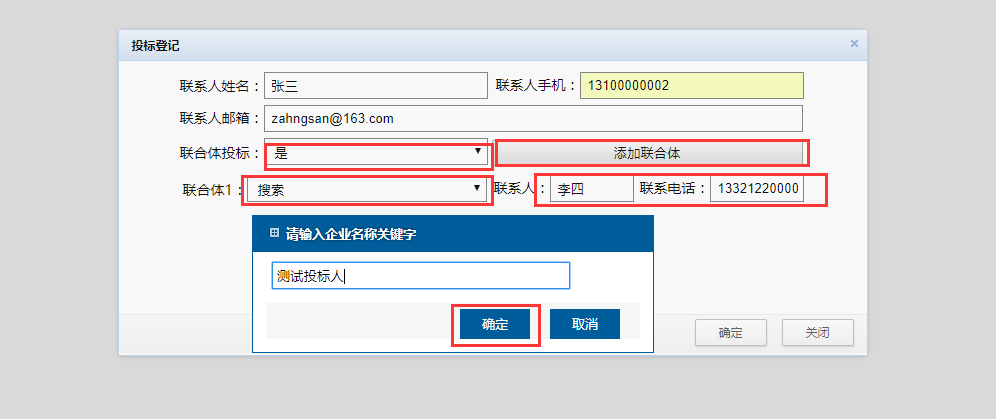 投标登记 ×
联系人姓名： 张三 联系人手机： 13100000002
联系人邮箱： zahngsan@163.com
联合体投标： 是 添加联合体
联合体1： 搜索 联系人： 李四 联系电话： 13321220000
请输入企业名称关键字
测试投标人
确定 取消
确定 关闭